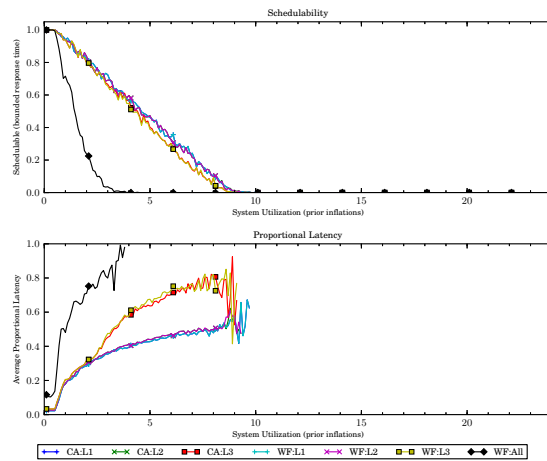 Schedulability
Schedulable (bounded response time)
1.0
0.8
0.6
0.4
0.2
0.0
0 5 10 15 20
System Utilization (prior inflations)
Proportional Latency
Average Proportional Latency
1.0
0.8
0.6
0.4
0.2
0.0
0 5 10 15 20
System Utilization (prior inflations)
CA:L1 CA:L2 CA:L3 WF:L1 WF:L2 WF:L3 WF:All